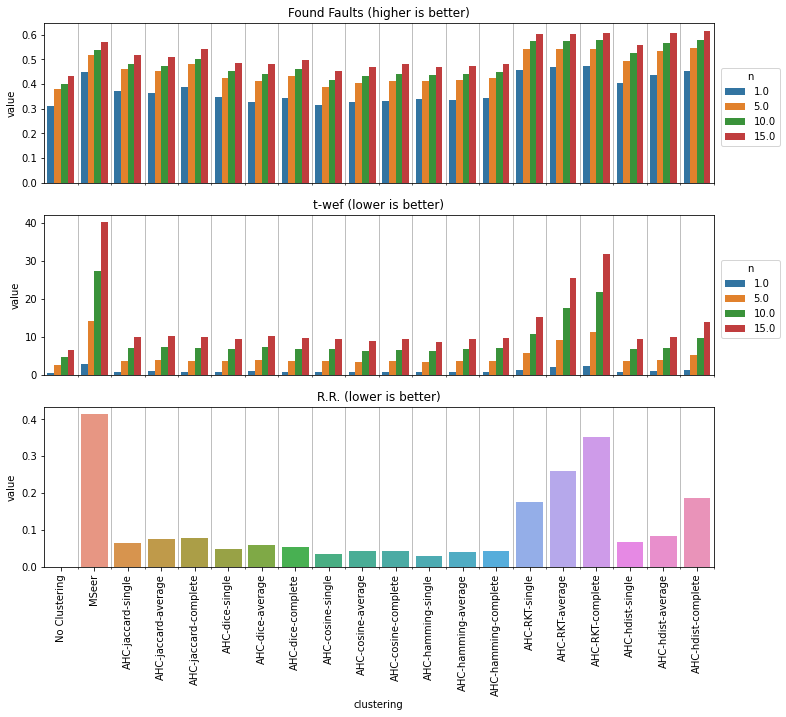 Found Faults (higher is better)
0.6
0.5
0.4
0.3
0.2
0.1
0.0
value
n
1.0
5.0
10.0
15.0
t-wef (lower is better)
40
30
20
10
0
value
n
1.0
5.0
10.0
15.0
R.R. (lower is better)
0.4
0.3
0.2
0.1
0.0
value
No Clustering
MSeer
AHC-jaccard-single
AHC-jaccard-average
AHC-jaccard-complete
AHC-dice-single
AHC-dice-average
AHC-dice-complete
AHC-cosine-single
AHC-cosine-average
AHC-cosine-complete
AHC-hamming-single
AHC-hamming-average
AHC-hamming-complete
AHC-RKT-single
AHC-RKT-average
AHC-RKT-complete
AHC-hdist-single
AHC-hdist-average
AHC-hdist-complete
clustering